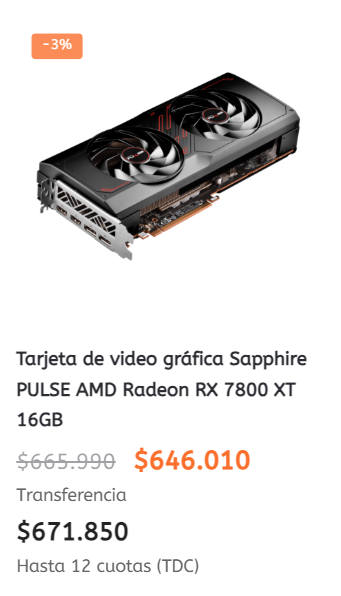 -3%
Tarjeta de video gráfica Sapphire
PULSE AMD Radeon RX 7800 XT
16GB
$665.990 $646.010
Transferencia
$671.850
Hasta 12 cuotas (TDC)